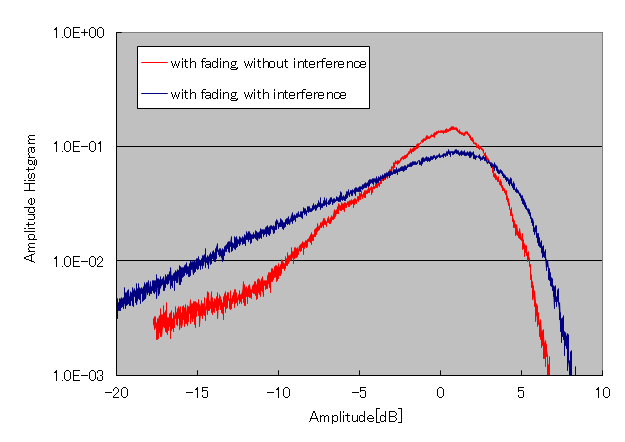 1.0E+00
with fading, without interference
with fading, with interference
1.0E-01
Amplitude Histgram
1.0E-02
1.0E-03
-20 -15 -10 -5 0 5 10
Amplitude[dB]